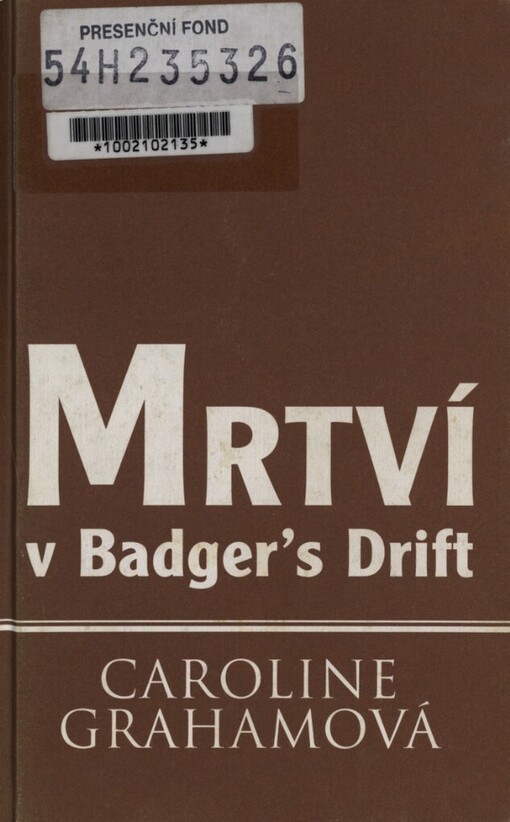 PRESENČNÍ FOND
54H235326
*1002102135*
MRTVÍ
v Badger's Drift
CAROLINE
GRAHAMOVÁ